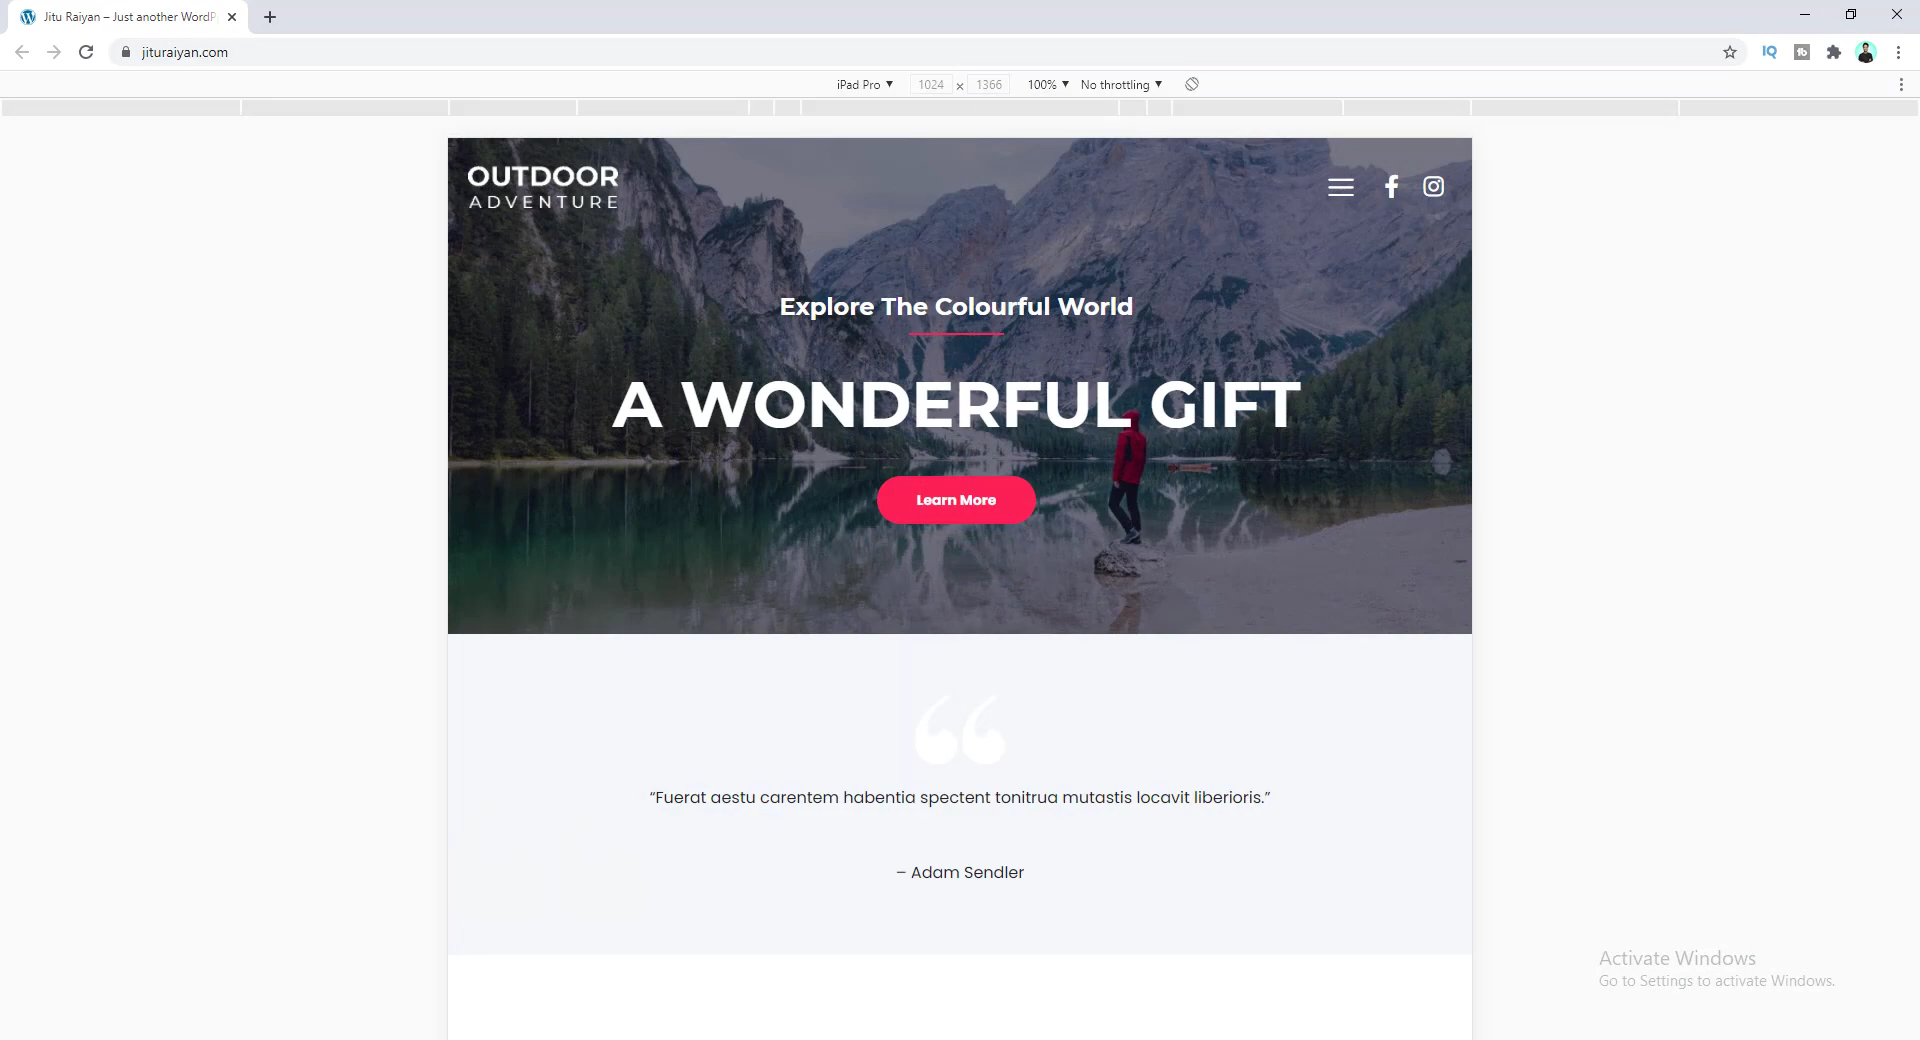 Jitu Raiyan – Just another WordP
jituraiyan.com
IQ
iPad Pro 1024 × 1366 100% No throttling
OUTDOOR
ADVENTURE
Explore The Colourful World
A WONDERFUL GIFT
Learn More
“Fuerat aestu carentem habentia spectent tonitrua mutastis locavit liberioris.”
– Adam Sendler
Activate Windows
Go to Settings to activate Windows.